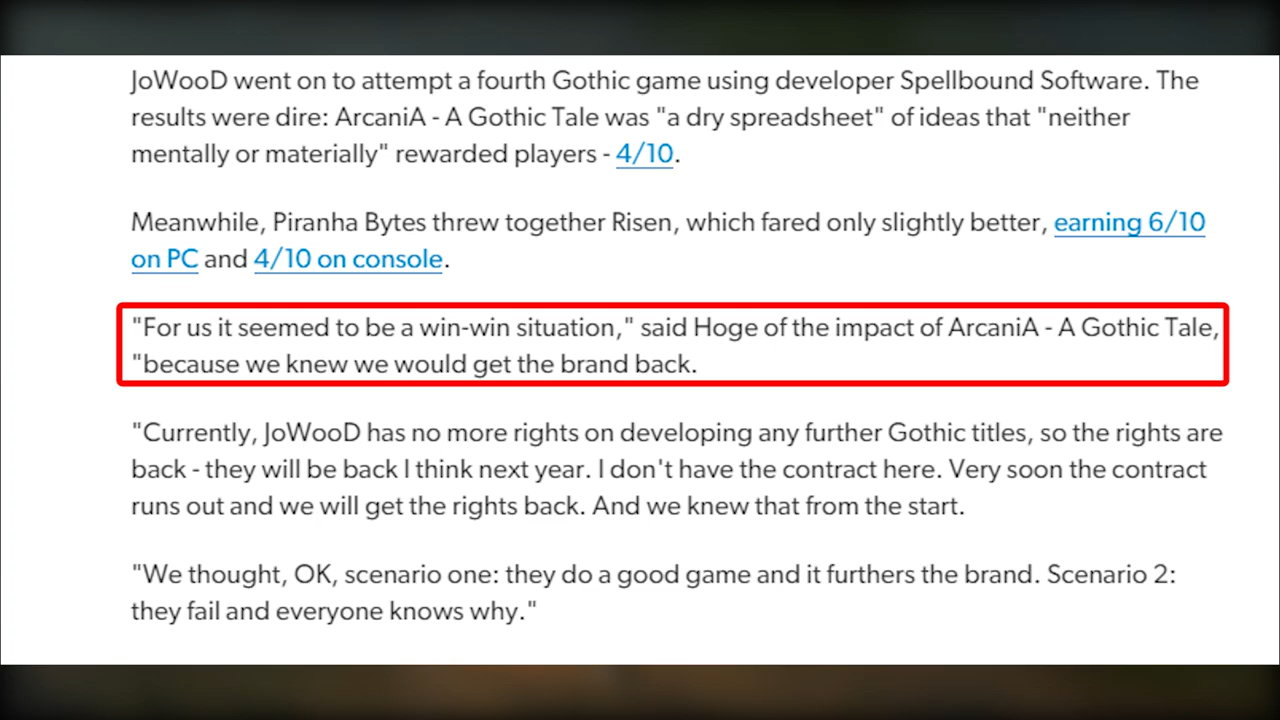 JoWooD went on to attempt a fourth Gothic game using developer Spellbound Software. The
results were dire: ArcaniA - A Gothic Tale was "a dry spreadsheet" of ideas that "neither
mentally or materially" rewarded players - 4/10.
Meanwhile, Piranha Bytes threw together Risen, which fared only slightly better, earning 6/10
on PC and 4/10 on console.
"For us it seemed to be a win-win situation," said Hoge of the impact of ArcaniA - A Gothic Tale,
"because we knew we would get the brand back.
"Currently, JoWooD has no more rights on developing any further Gothic titles, so the rights are
back - they will be back I think next year. I don't have the contract here. Very soon the contract
runs out and we will get the rights back. And we knew that from the start.
"We thought, OK, scenario one: they do a good game and it furthers the brand. Scenario 2:
they fail and everyone knows why."